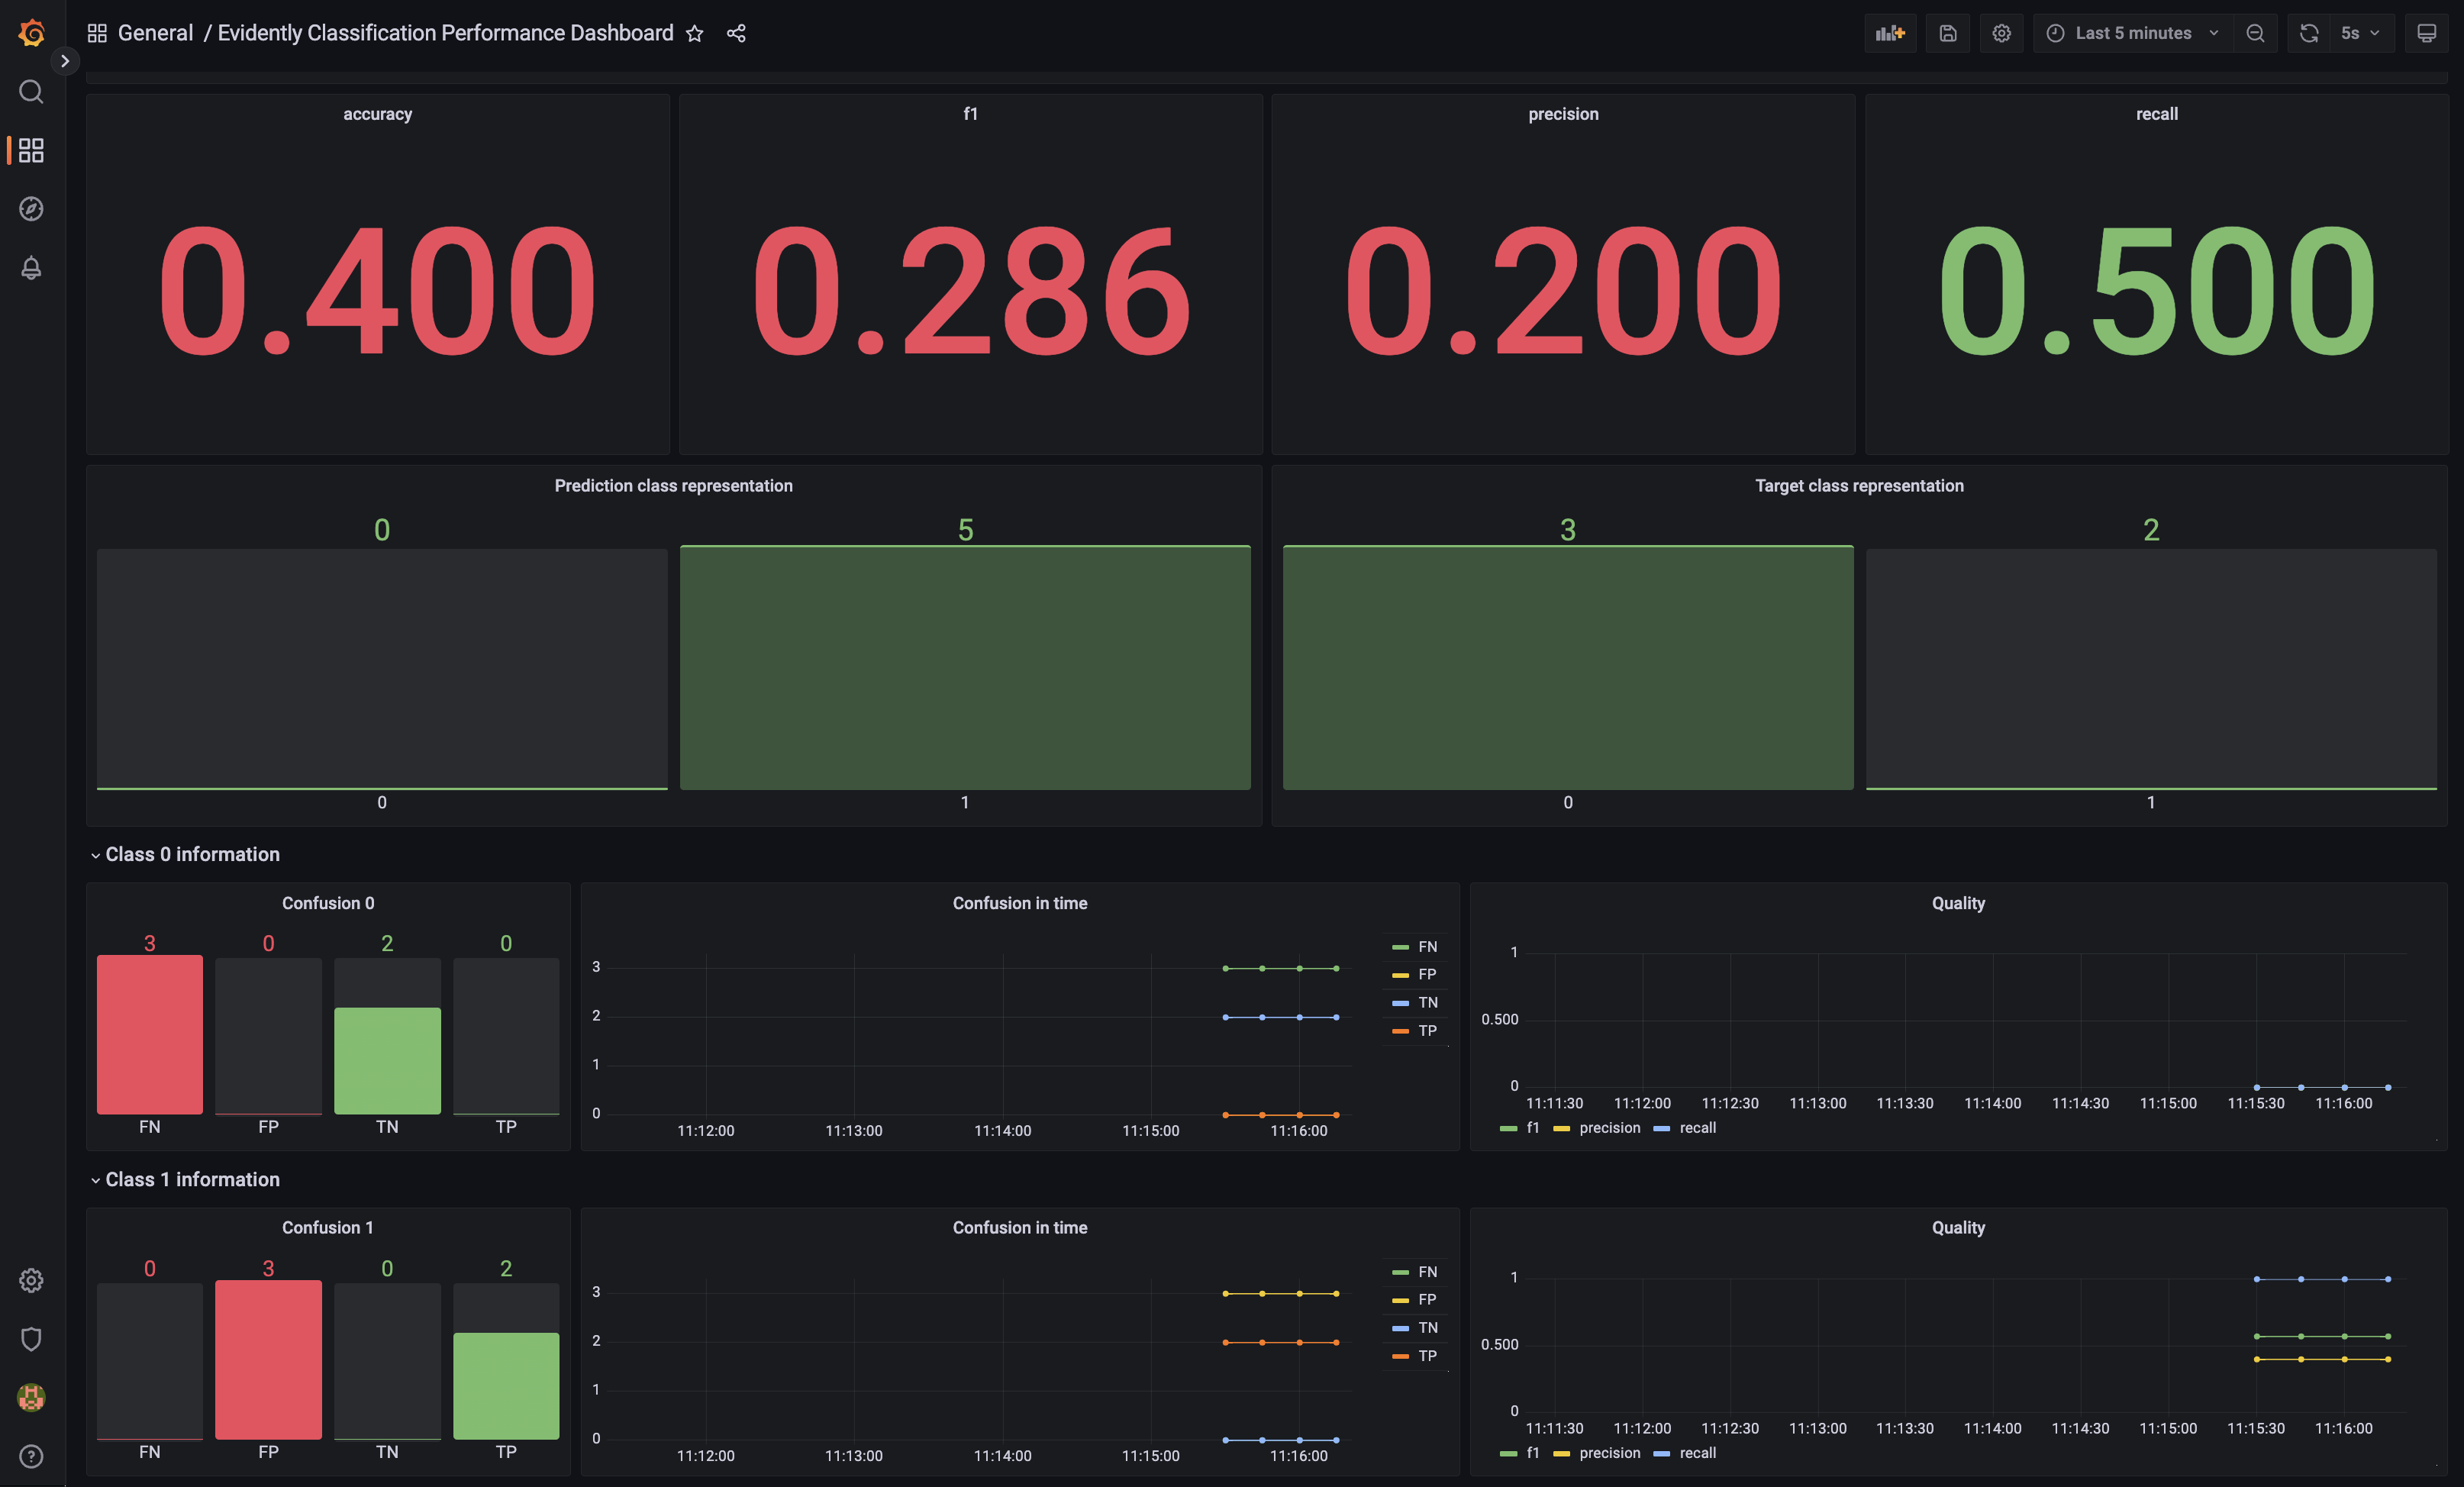 General / Evidently Classification Performance Dashboard
Last 5 minutes
5s
accuracy
0.400
f1
0.286
precision
0.200
recall
0.500
Prediction class representation
0 5
0 1
Target class representation
3 2
0 1
Class 0 information
Confusion 0
3 0 2 0
FN FP TN TP
Confusion in time
3
2
1
0
11:12:00 11:13:00 11:14:00 11:15:00 11:16:00
FN
FP
TN
TP
Quality
1
0.500
0
11:11:30 11:12:00 11:12:30 11:13:00 11:13:30 11:14:00 11:14:30 11:15:00 11:15:30 11:16:00
f1 precision recall
Class 1 information
Confusion 1
0 3 0 2
FN FP TN TP
Confusion in time
3
2
1
0
11:12:00 11:13:00 11:14:00 11:15:00 11:16:00
FN
FP
TN
TP
Quality
1
0.500
0
11:11:30 11:12:00 11:12:30 11:13:00 11:13:30 11:14:00 11:14:30 11:15:00 11:15:30 11:16:00
f1 precision recall